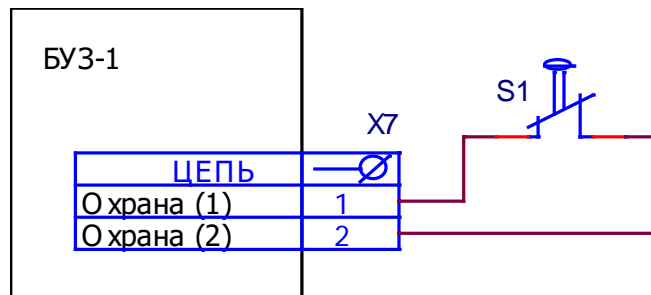 БУЗ-1
S1
X7
ЦЕПЬ
Охрана (1) 1
Охрана (2) 2